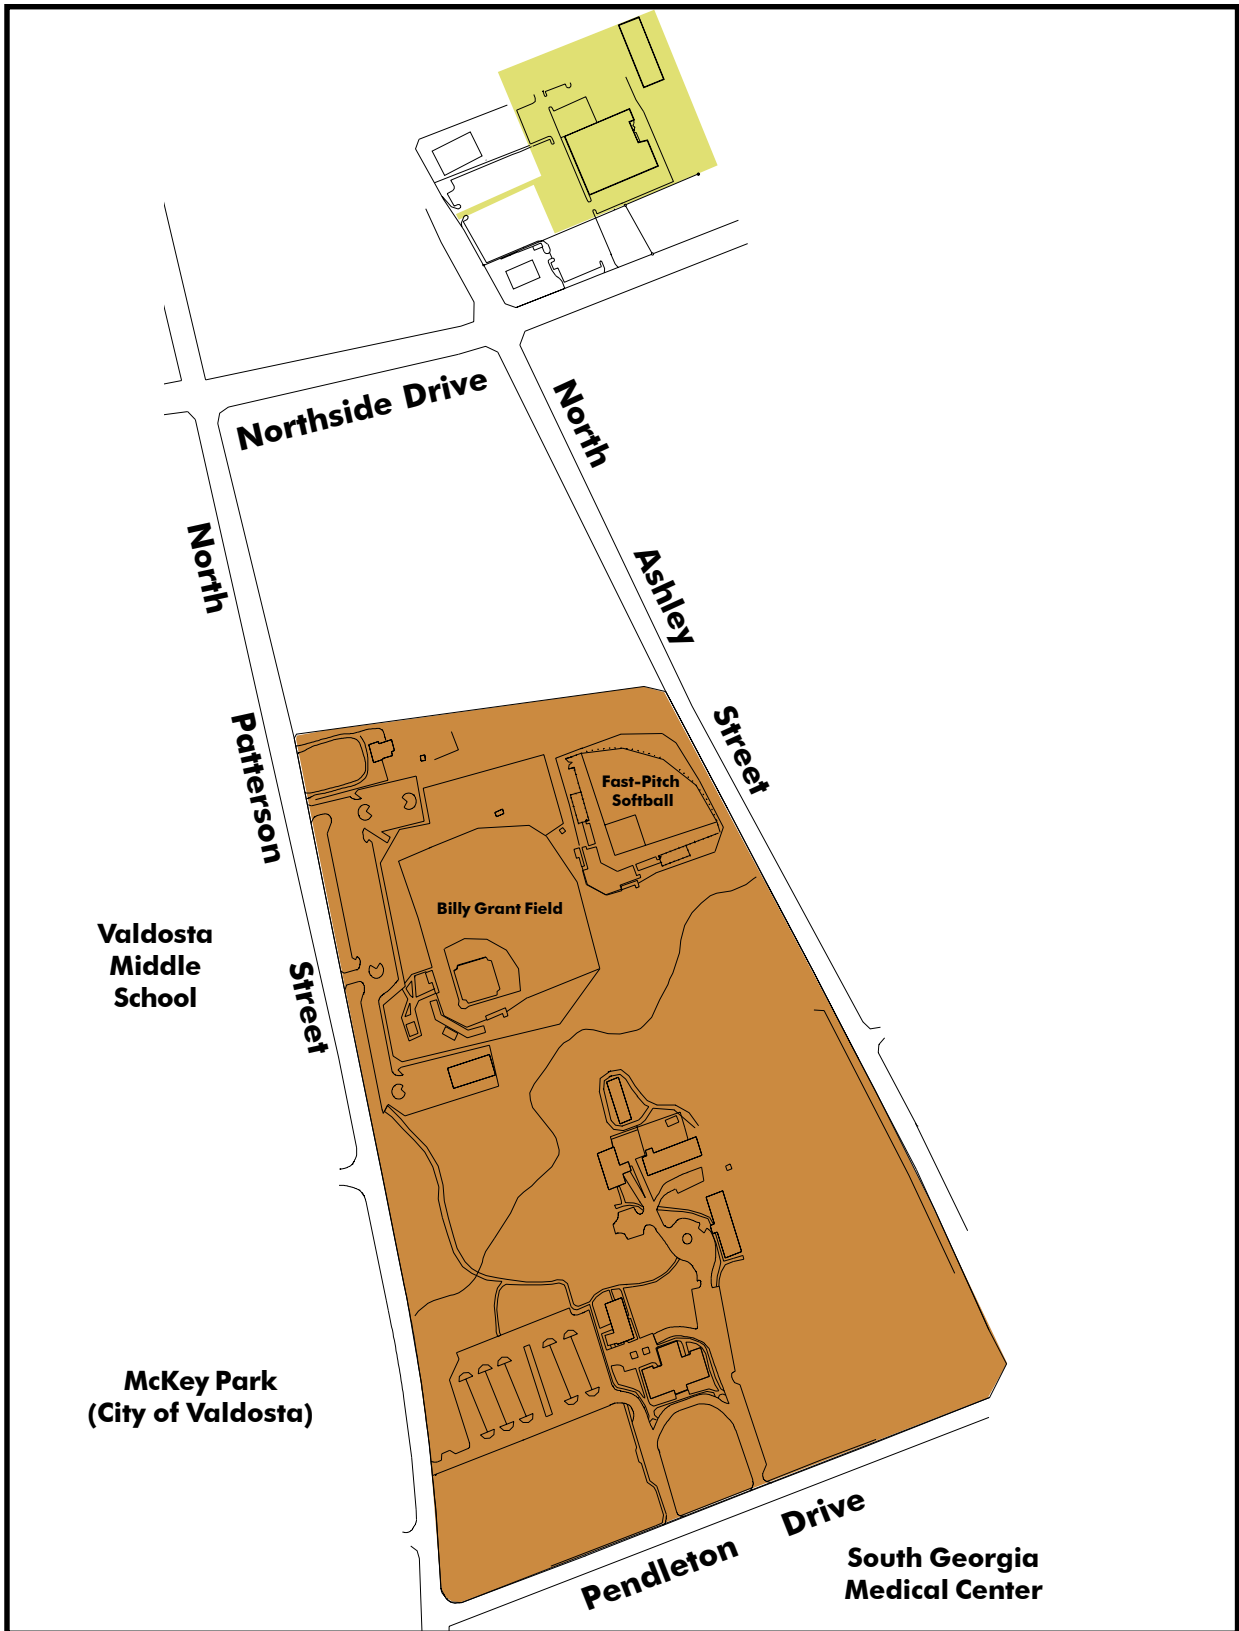 Northside Drive
North
Ashley
Street
North
Patterson
Street
Fast-Pitch
Softball
Billy Grant Field
Valdosta
Middle
School
McKey Park
(City of Valdosta)
Pendleton Drive
South Georgia
Medical Center